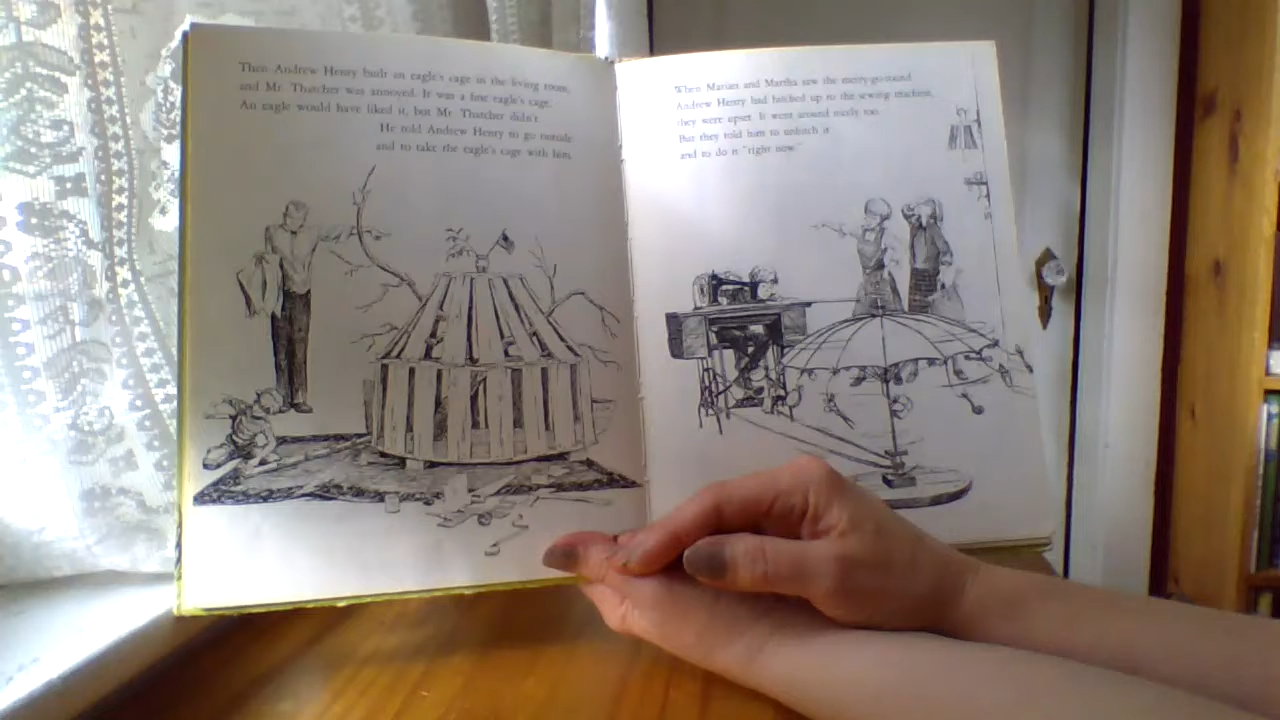 Then Andrew Henry built an eagle's cage in the living room,
and Mr. Thatcher was annoyed. It was a fine eagle's cage.
An eagle would have liked it, but Mr. Thatcher didn't.
He told Andrew Henry to go outside
and to take the eagle's cage with him.
When Marian and Martha saw the merry-go-round
Andrew Henry had hitched up to the sewing machine,
they were upset. It went around nicely too.
But they told him to unhitch it
and to do it "right now."